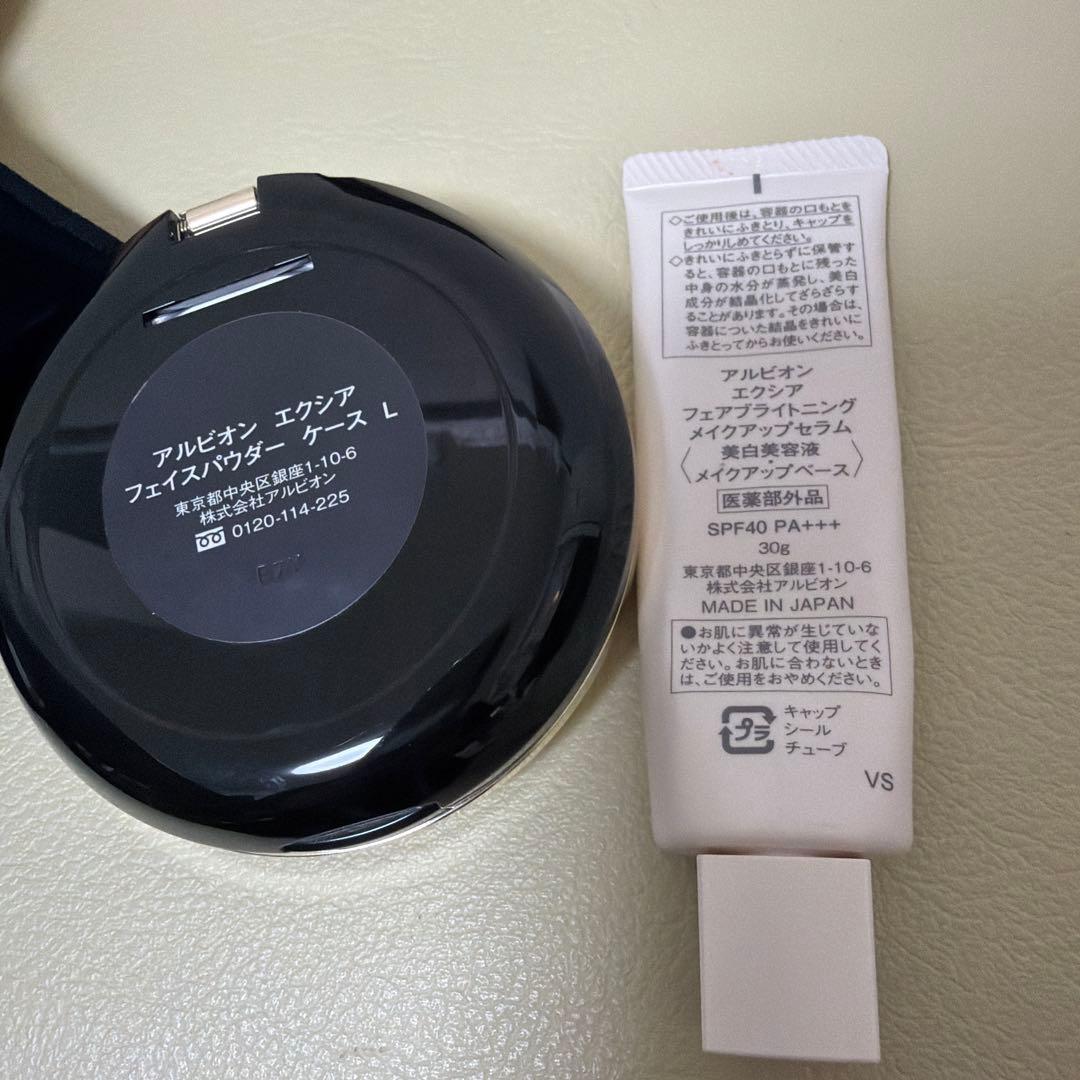 アルビオン エクシア
フェイスパウダー ケース L
東京都中央区銀座1-10-6
株式会社アルビオン
0120-114-225
◇ご使用後は、容器の口もとを
きれいにふきとり、キャップを
しっかりしめてください。
◇きれいにふきとらずに保管す
ると、容器の口もとに残った
中身の水分が蒸発し、美白
成分が結晶化してざらざらす
ることがあります。その場合は、
容器についた結晶をきれいに
ふきとってからお使いください。
アルビオン
エクシア
フェアブライトニング
メイクアップセラム
〈美白美容液・
メイクアップベース〉
医薬部外品
SPF40 PA+++
30g
東京都中央区銀座1-10-6
株式会社アルビオン
MADE IN JAPAN
●お肌に異常が生じていな
いかよく注意して使用してく
ださい。お肌に合わないとき
は、ご使用をおやめください。
プラ
キャップ
シール
チューブ
VS